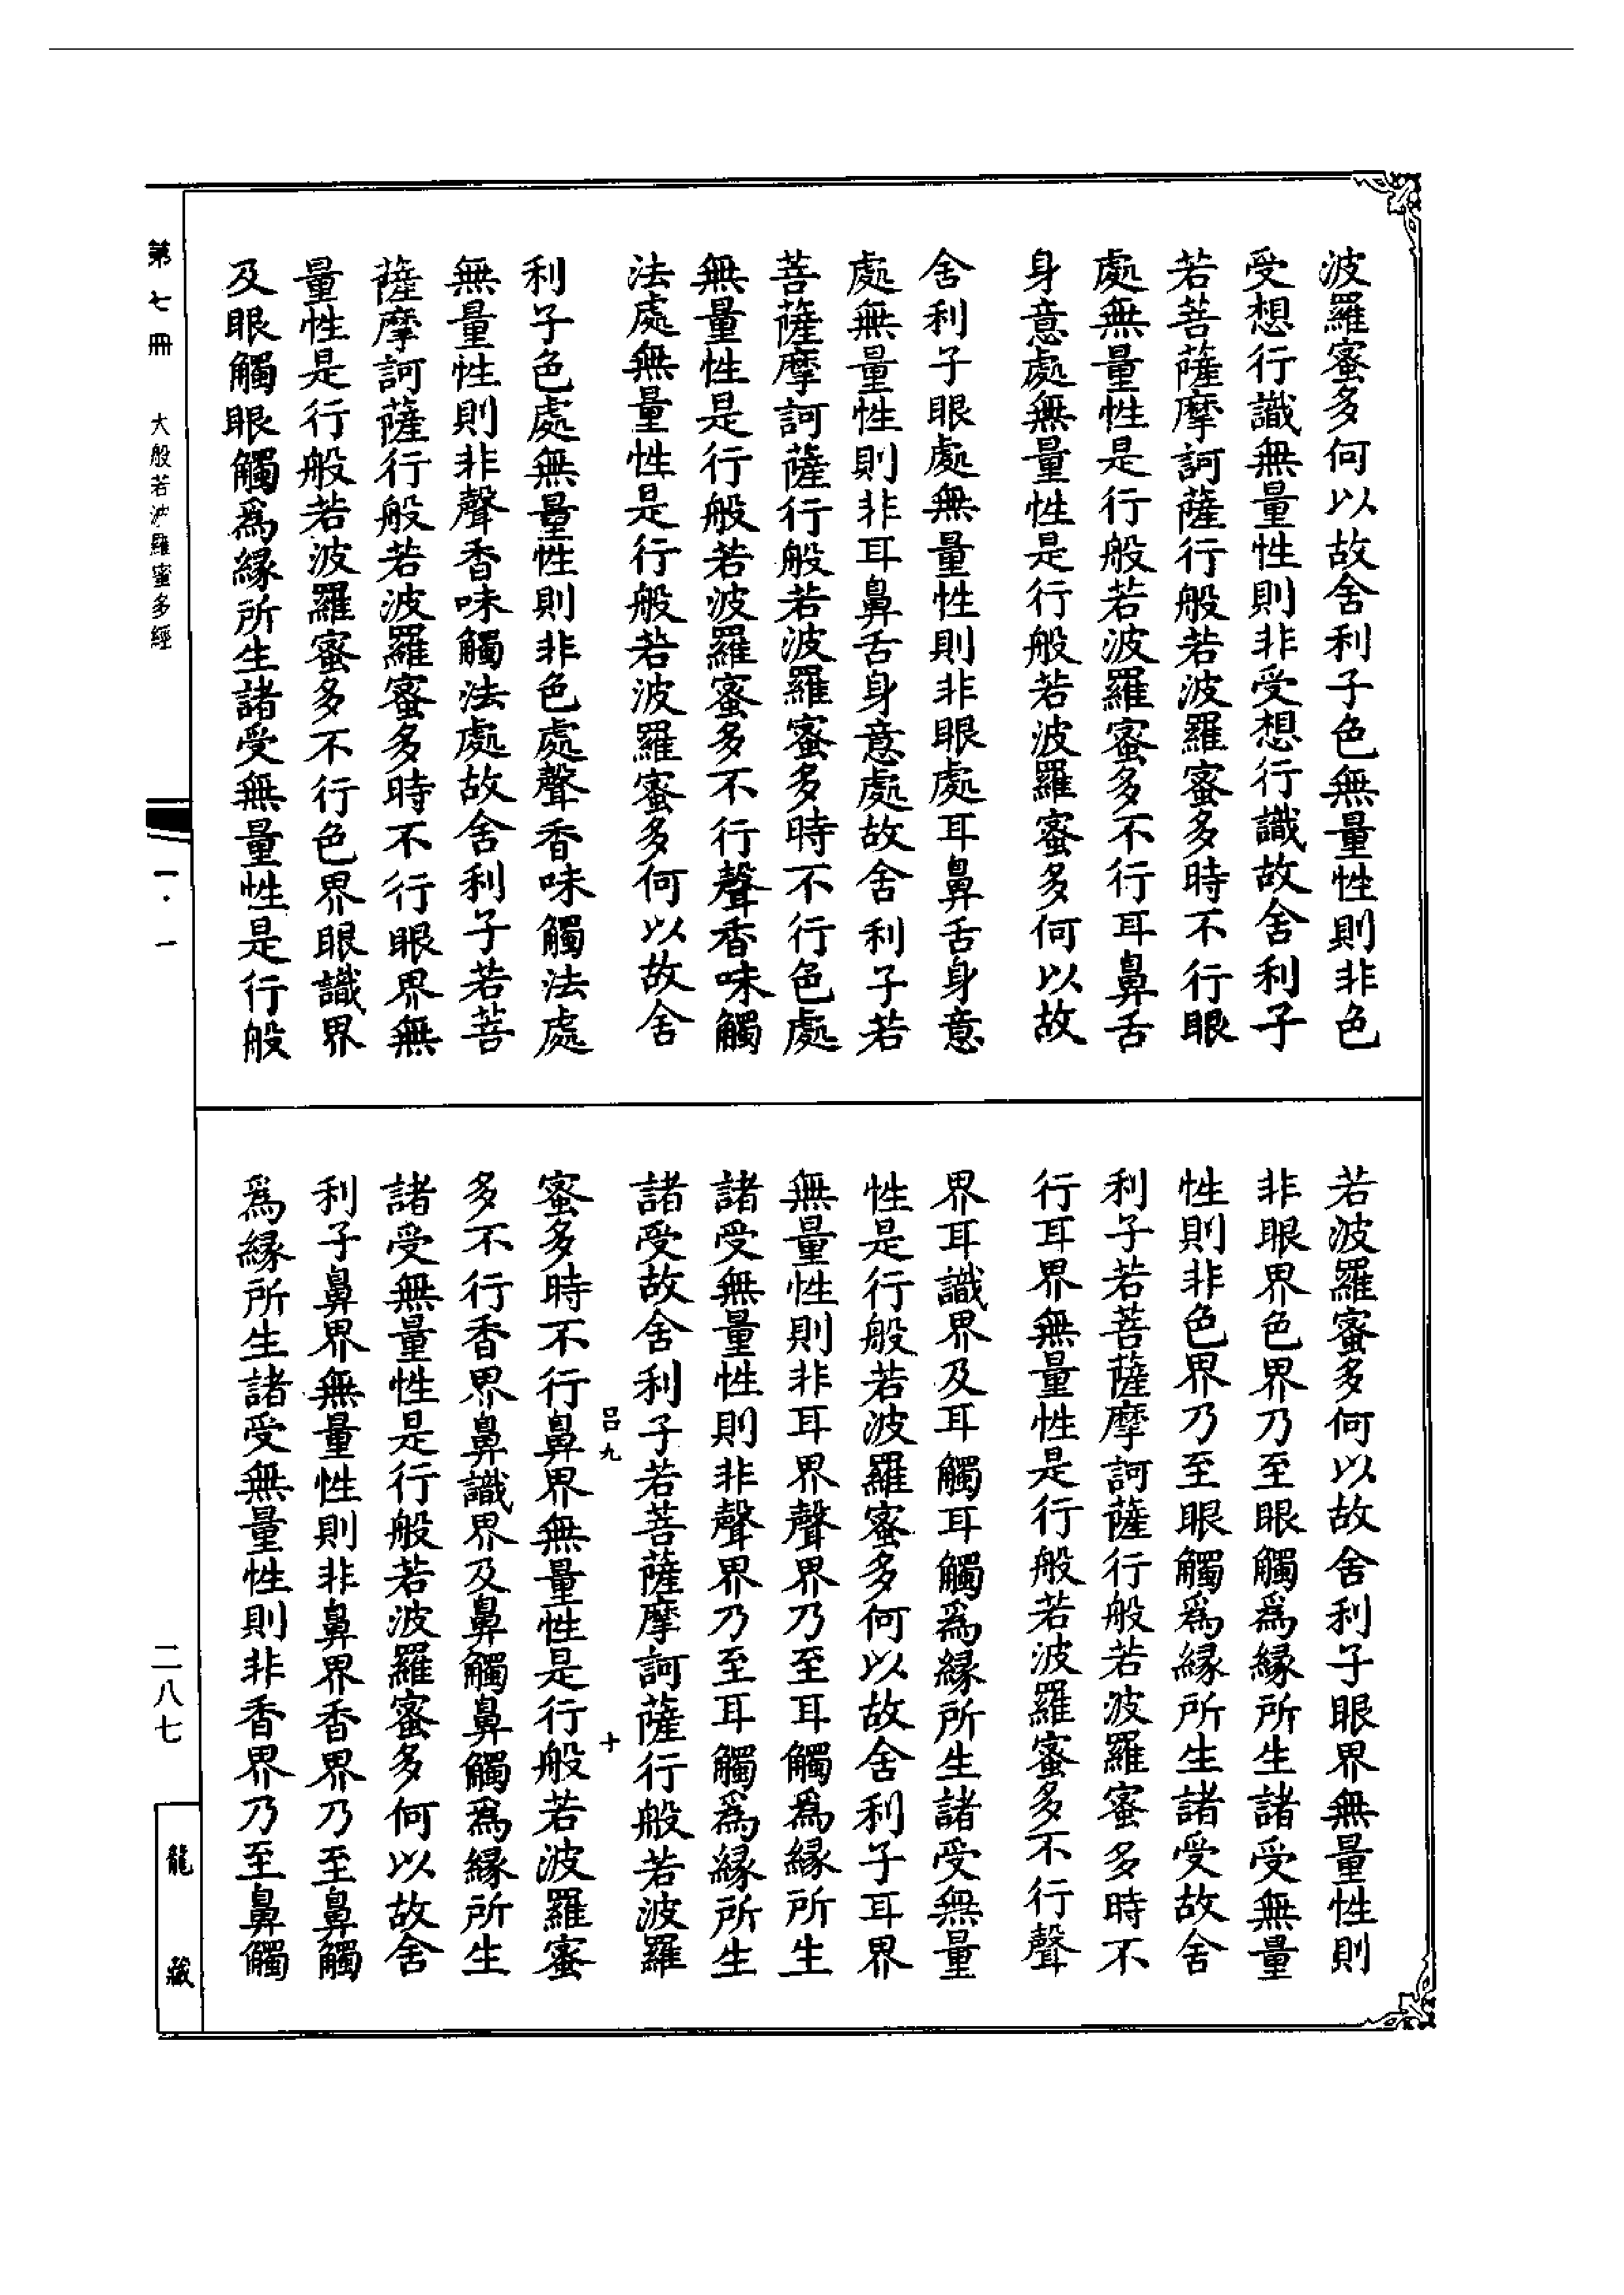 波羅蜜多何以故舍利子色無量性則非色
受想行識無量性則非受想行識故舍利子
若菩薩摩訶薩行般若波羅蜜多時不行眼
處無量性是行般若波羅蜜多不行耳鼻舌
身意處無量性是行般若波羅蜜多何以故
舍利子眼處無量性則非眼處耳鼻舌身意
處無量性則非耳鼻舌身意處故舍利子若
菩薩摩訶薩行般若波羅蜜多時不行色處
無量性是行般若波羅蜜多不行聲香味觸
法處無量性是行般若波羅蜜多何以故舍
利子色處無量性則非色處聲香味觸法處
無量性則非聲香味觸法處故舍利子若菩
薩摩訶薩行般若波羅蜜多時不行眼界無
量性是行般若波羅蜜多不行色界眼識界
及眼觸眼觸爲緣所生諸受無量性是行般
若波羅蜜多何以故舍利子眼界無量性則
非眼界色界乃至眼觸爲緣所生諸受無量
性則非色界乃至眼觸爲緣所生諸受故舍
利子若菩薩摩訶薩行般若波羅蜜多時不
行耳界無量性是行般若波羅蜜多不行聲
界耳識界及耳觸耳觸爲緣所生諸受無量
性是行般若波羅蜜多何以故舍利子耳界
無量性則非耳界聲界乃至耳觸爲緣所生
諸受無量性則非聲界乃至耳觸爲緣所生
諸受故舍利子若菩薩摩訶薩行般若波羅
吕九 十
蜜多時不行鼻界無量性是行般若波羅蜜
多不行香界鼻識界及鼻觸鼻觸爲緣所生
諸受無量性是行般若波羅蜜多何以故舍
利子鼻界無量性則非鼻界香界乃至鼻觸
爲緣所生諸受無量性則非香界乃至鼻觸
第七冊 大般若波羅蜜多經 一·一 二八七 龍藏